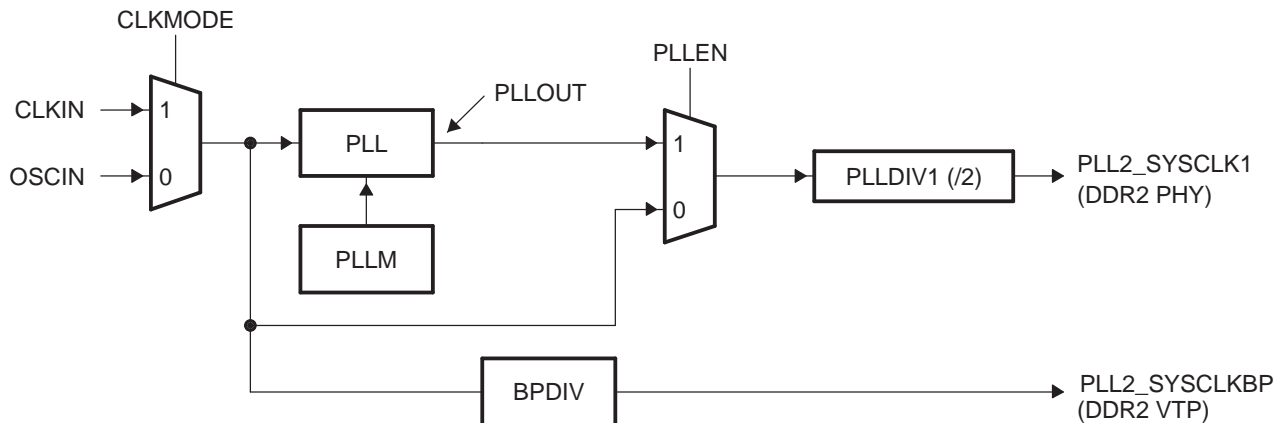 CLKMODE
PLLEN
CLKIN
1
PLLOUT
OSCIN
0
PLL
1
0
PLLDIV1 (/2)
PLL2_SYSCLK1
(DDR2 PHY)
PLLM
BPDIV
PLL2_SYSCLKBP
(DDR2 VTP)